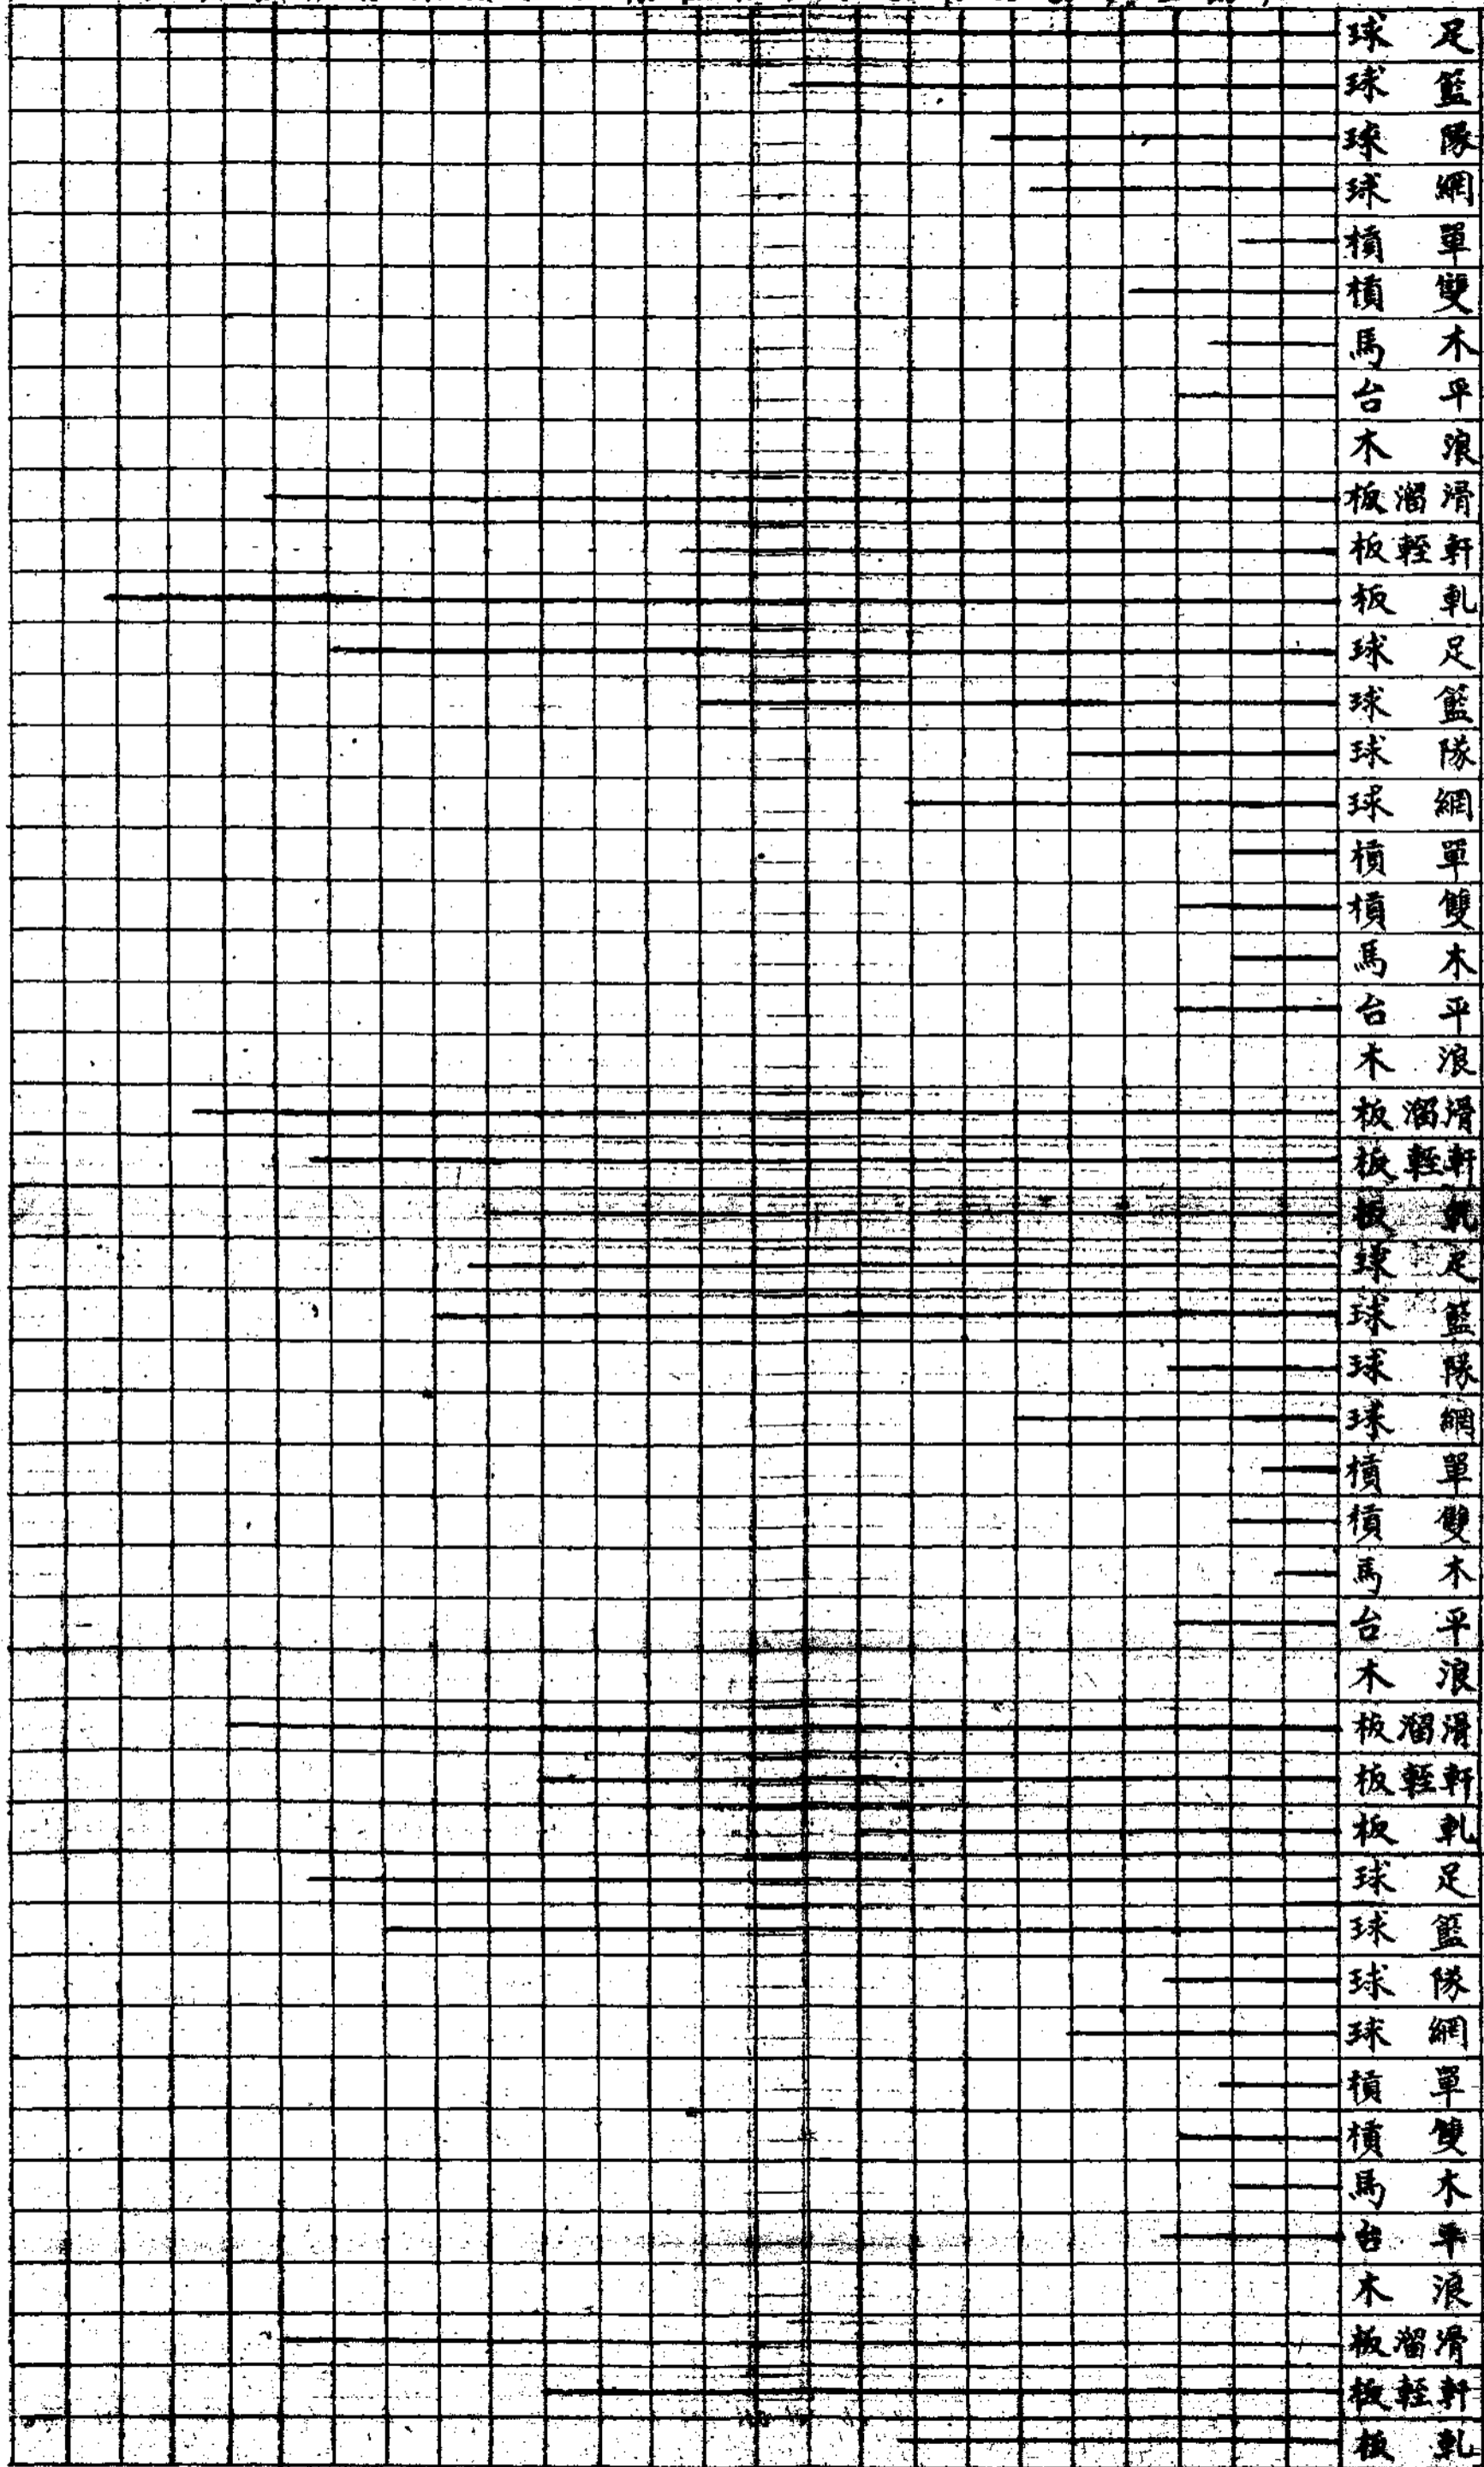 足球
籃球
隊球
網球
單槓
雙槓
木馬
平台
浪木
滑溜板
軒輊板
軋板
足球
籃球
隊球
網球
單槓
雙槓
木馬
平台
浪木
滑溜板
軒輊板
軋板
足球
籃球
隊球
網球
單槓
雙槓
木馬
平台
浪木
滑溜板
軒輊板
軋板
足球
籃球
隊球
網球
單槓
雙槓
木馬
平台
浪木
滑溜板
軒輊板
軋板